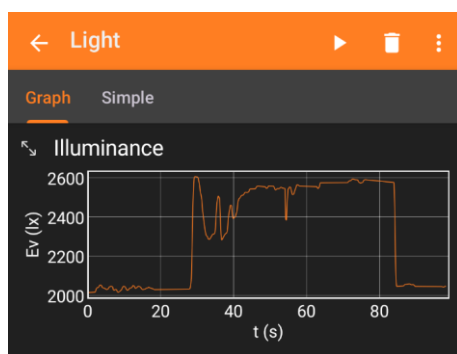 Light
Graph Simple
Illuminance
2600
2400
2200
2000
Ev (lx)
0 20 40 60 80
t (s)